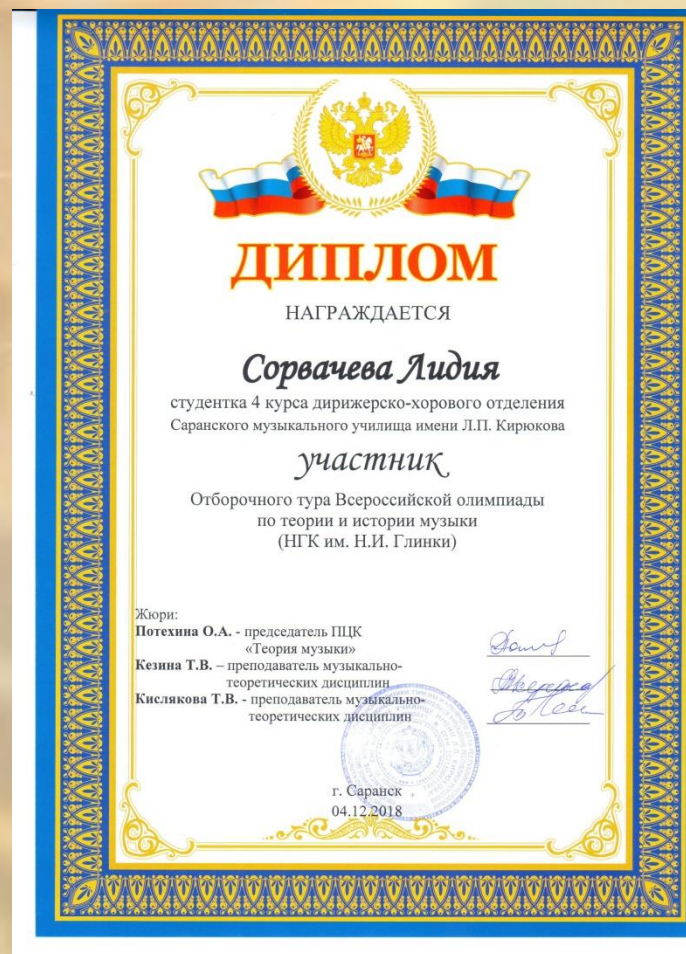 ДИПЛОМ
НАГРАЖДАЕТСЯ
Сорвачева Лидия
студентка 4 курса дирижерско-хорового отделения
Саранского музыкального училища имени Л.П. Кирюкова
участник
Отборочного тура Всероссийской олимпиады
по теории и истории музыки
(НГК им. Н.И. Глинки)
Жюри:
Потехина О.А. - председатель ПЦК
«Теория музыки»
Кезина Т.В. – преподаватель музыкально-
теоретических дисциплин
Кислякова Т.В. - преподаватель музыкально-
теоретических дисциплин
г. Саранск
04.12.2018